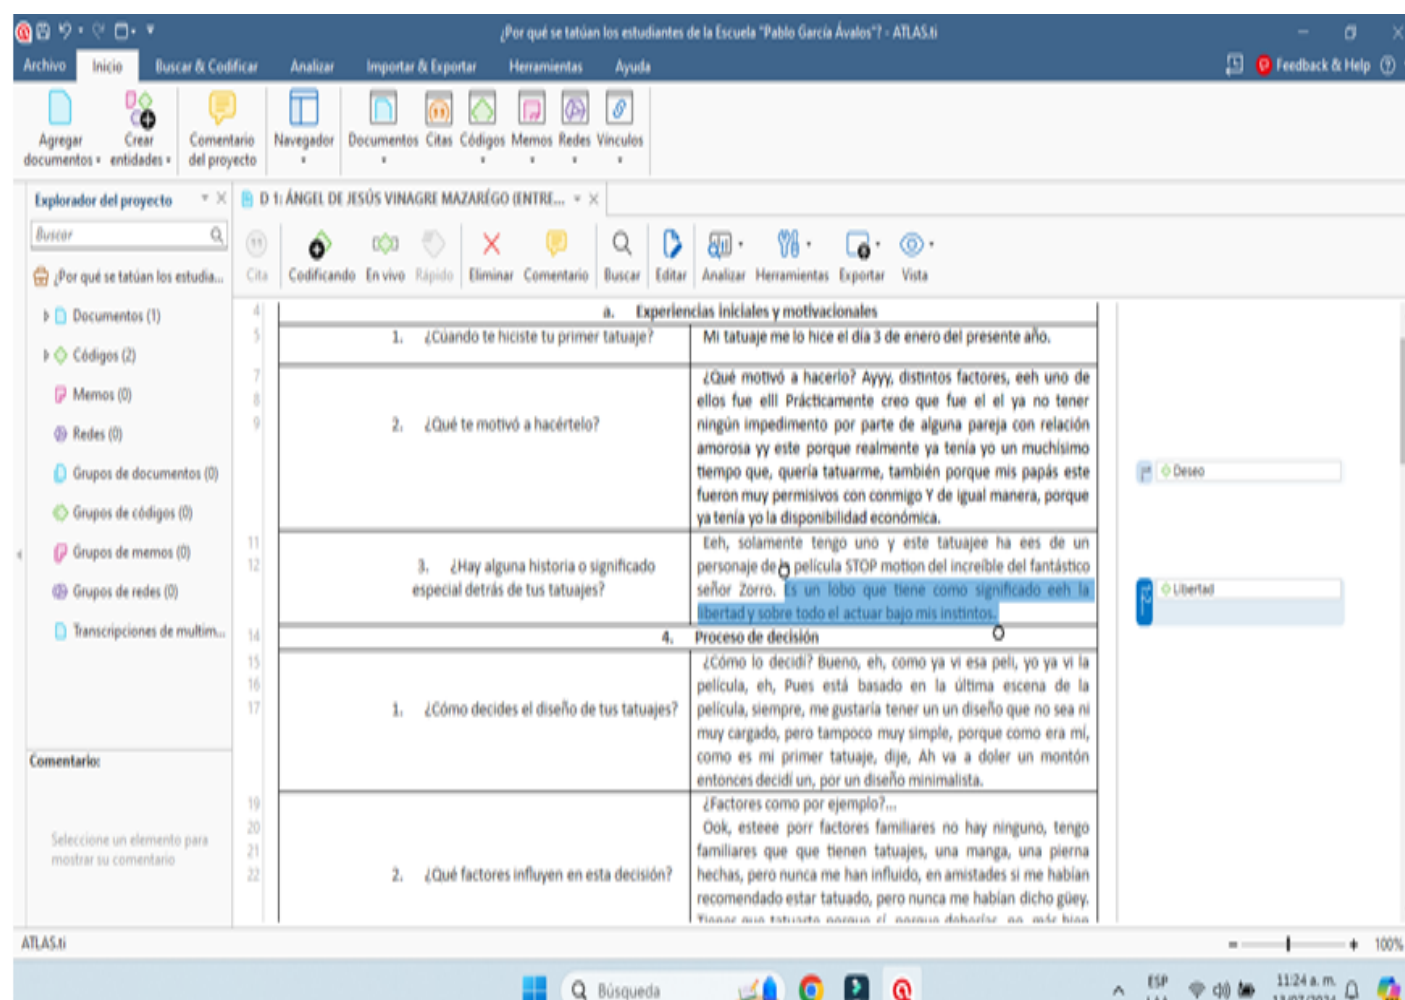 ¿Por qué se tatúan los estudiantes de la Escuela "Pablo García Ávalos"? - ATLAS.ti
Archivo Inicio Buscar & Codificar Analizar Importar & Exportar Herramientas Ayuda Feedback & Help
Agregar documentos Crear entidades Comentario del proyecto Navegador Documentos Citas Códigos Memos Redes Vínculos
Explorador del proyecto
D 1: ÁNGEL DE JESÚS VINAGRE MAZARÉGO (ENTRE...
Buscar
Cita Codificando En vivo Rápido Eliminar Comentario Buscar Editar Analizar Herramientas Exportar Vista
¿Por qué se tatúan los estudia...
Documentos (1)
Códigos (2)
Memos (0)
Redes (0)
Grupos de documentos (0)
Grupos de códigos (0)
Grupos de memos (0)
Grupos de redes (0)
Transcripciones de multim...
Comentario:
Seleccione un elemento para
mostrar su comentario
4
5
7
8
9
11
12
14
15
16
17
19
20
21
22
a. Experiencias iniciales y motivacionales
1. ¿Cúando te hiciste tu primer tatuaje?
Mi tatuaje me lo hice el día 3 de enero del presente año.
2. ¿Qué te motivó a hacértelo?
¿Qué motivó a hacerlo? Ayyy, distintos factores, eeh uno de
ellos fue elll Prácticamente creo que fue el el ya no tener
ningún impedimento por parte de alguna pareja con relación
amorosa yy este porque realmente ya tenía yo un muchísimo
tiempo que, quería tatuarme, también porque mis papás este
fueron muy permisivos con conmigo Y de igual manera, porque
ya tenía yo la disponibilidad económica.
3. ¿Hay alguna historia o significado
especial detrás de tus tatuajes?
Eeh, solamente tengo uno y este tatuajee ha ees de un
personaje de película STOP motion del increíble del fantástico
señor Zorro. Es un lobo que tiene como significado eeh la
libertad y sobre todo el actuar bajo mis instintos.
4. Proceso de decisión
1. ¿Cómo decides el diseño de tus tatuajes?
¿Cómo lo decidí? Bueno, eh, como ya vi esa peli, yo ya vi la
película, eh, Pues está basado en la última escena de la
película, siempre, me gustaría tener un un diseño que no sea ni
muy cargado, pero tampoco muy simple, porque como era mí,
como es mi primer tatuaje, dije, Ah va a doler un montón
entonces decidí un, por un diseño minimalista.
2. ¿Qué factores influyen en esta decisión?
¿Factores como por ejemplo?...
Ook, esteee porr factores familiares no hay ninguno, tengo
familiares que que tienen tatuajes, una manga, una pierna
hechas, pero nunca me han influido, en amistades si me habían
recomendado estar tatuado, pero nunca me habían dicho güey.
Deseo
Libertad
ATLAS.ti
100%
Búsqueda
ESP
11:24 a. m.